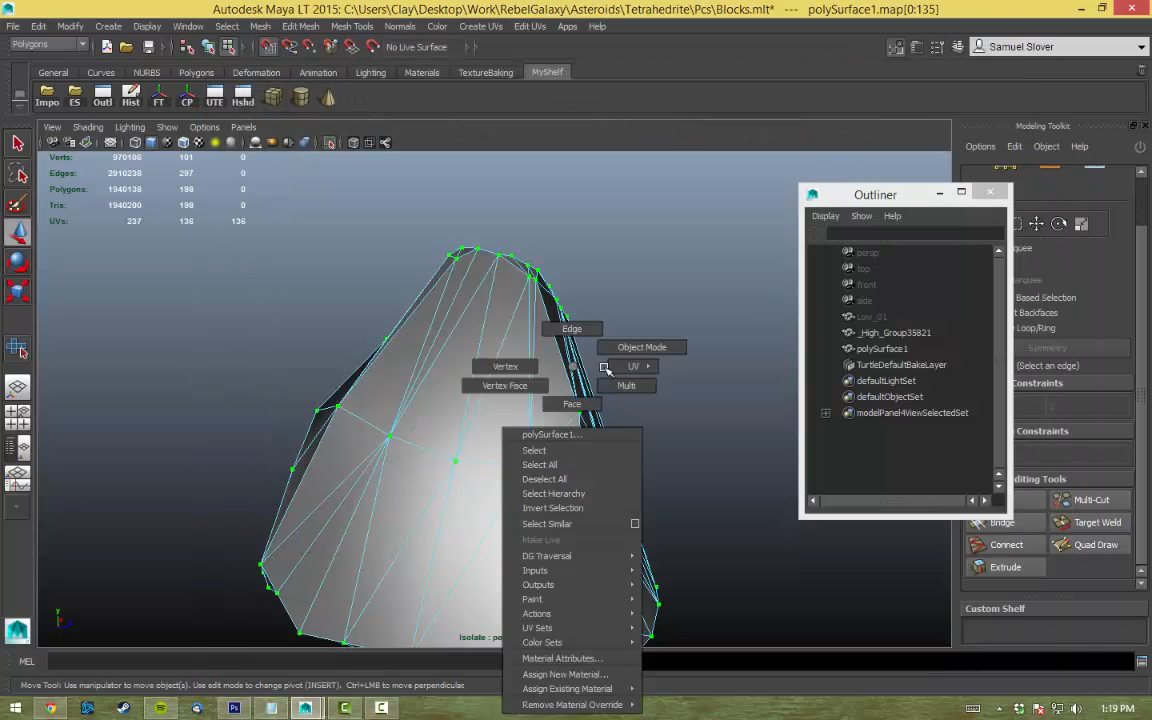 Autodesk Maya LT 2015: C:\Users\Clay\Desktop\Work\RebelGalaxy\Asteroids\Tetrahedrite\Pcs\Blocks.mlt* --- polySurface1.map[0:135]
File Edit Modify Create Display Window Select Mesh Edit Mesh Mesh Tools Normals Color Create UVs Edit UVs Apps Help
Polygons No Live Surface Samuel Slover
General Curves NURBS Polygons Deformation Animation Lighting Materials TextureBaking MyShelf
Impo ES Outl Hist FT CP UTE Hshd
View Shading Lighting Show Options Panels
Modeling Toolkit
Options Edit Object Help
Verts: 970106 101 0
Edges: 2910238 297 0
Polygons: 1940138 198 0
Tris: 1940200 198 0
UVs: 237 136 136
Outliner
Display Show Help
persp
top
front
side
Low_01
_High_Group35821
polySurface1
TurtleDefaultBakeLayer
defaultLightSet
defaultObjectSet
modelPanel4ViewSelectedSet
Based Selection
Backfaces
Loop/Ring
Symmetry
(Select an edge)
Constraints
Constraints
Editing Tools
Multi-Cut
Bridge Target Weld
Connect Quad Draw
Extrude
Custom Shelf
Edge
Object Mode
Vertex UV
Vertex Face Multi
Face
polySurface1...
Select
Select All
Deselect All
Select Hierarchy
Invert Selection
Select Similar
Make Live
DG Traversal
Inputs
Outputs
Paint
Actions
UV Sets
Color Sets
Material Attributes...
Assign New Material...
Assign Existing Material
Remove Material Override
y
Isolate : pe
MEL
Move Tool: Use manipulator to move object(s). Use edit mode to change pivot (INSERT). Ctrl+LMB to move perpendicular.
1:19 PM